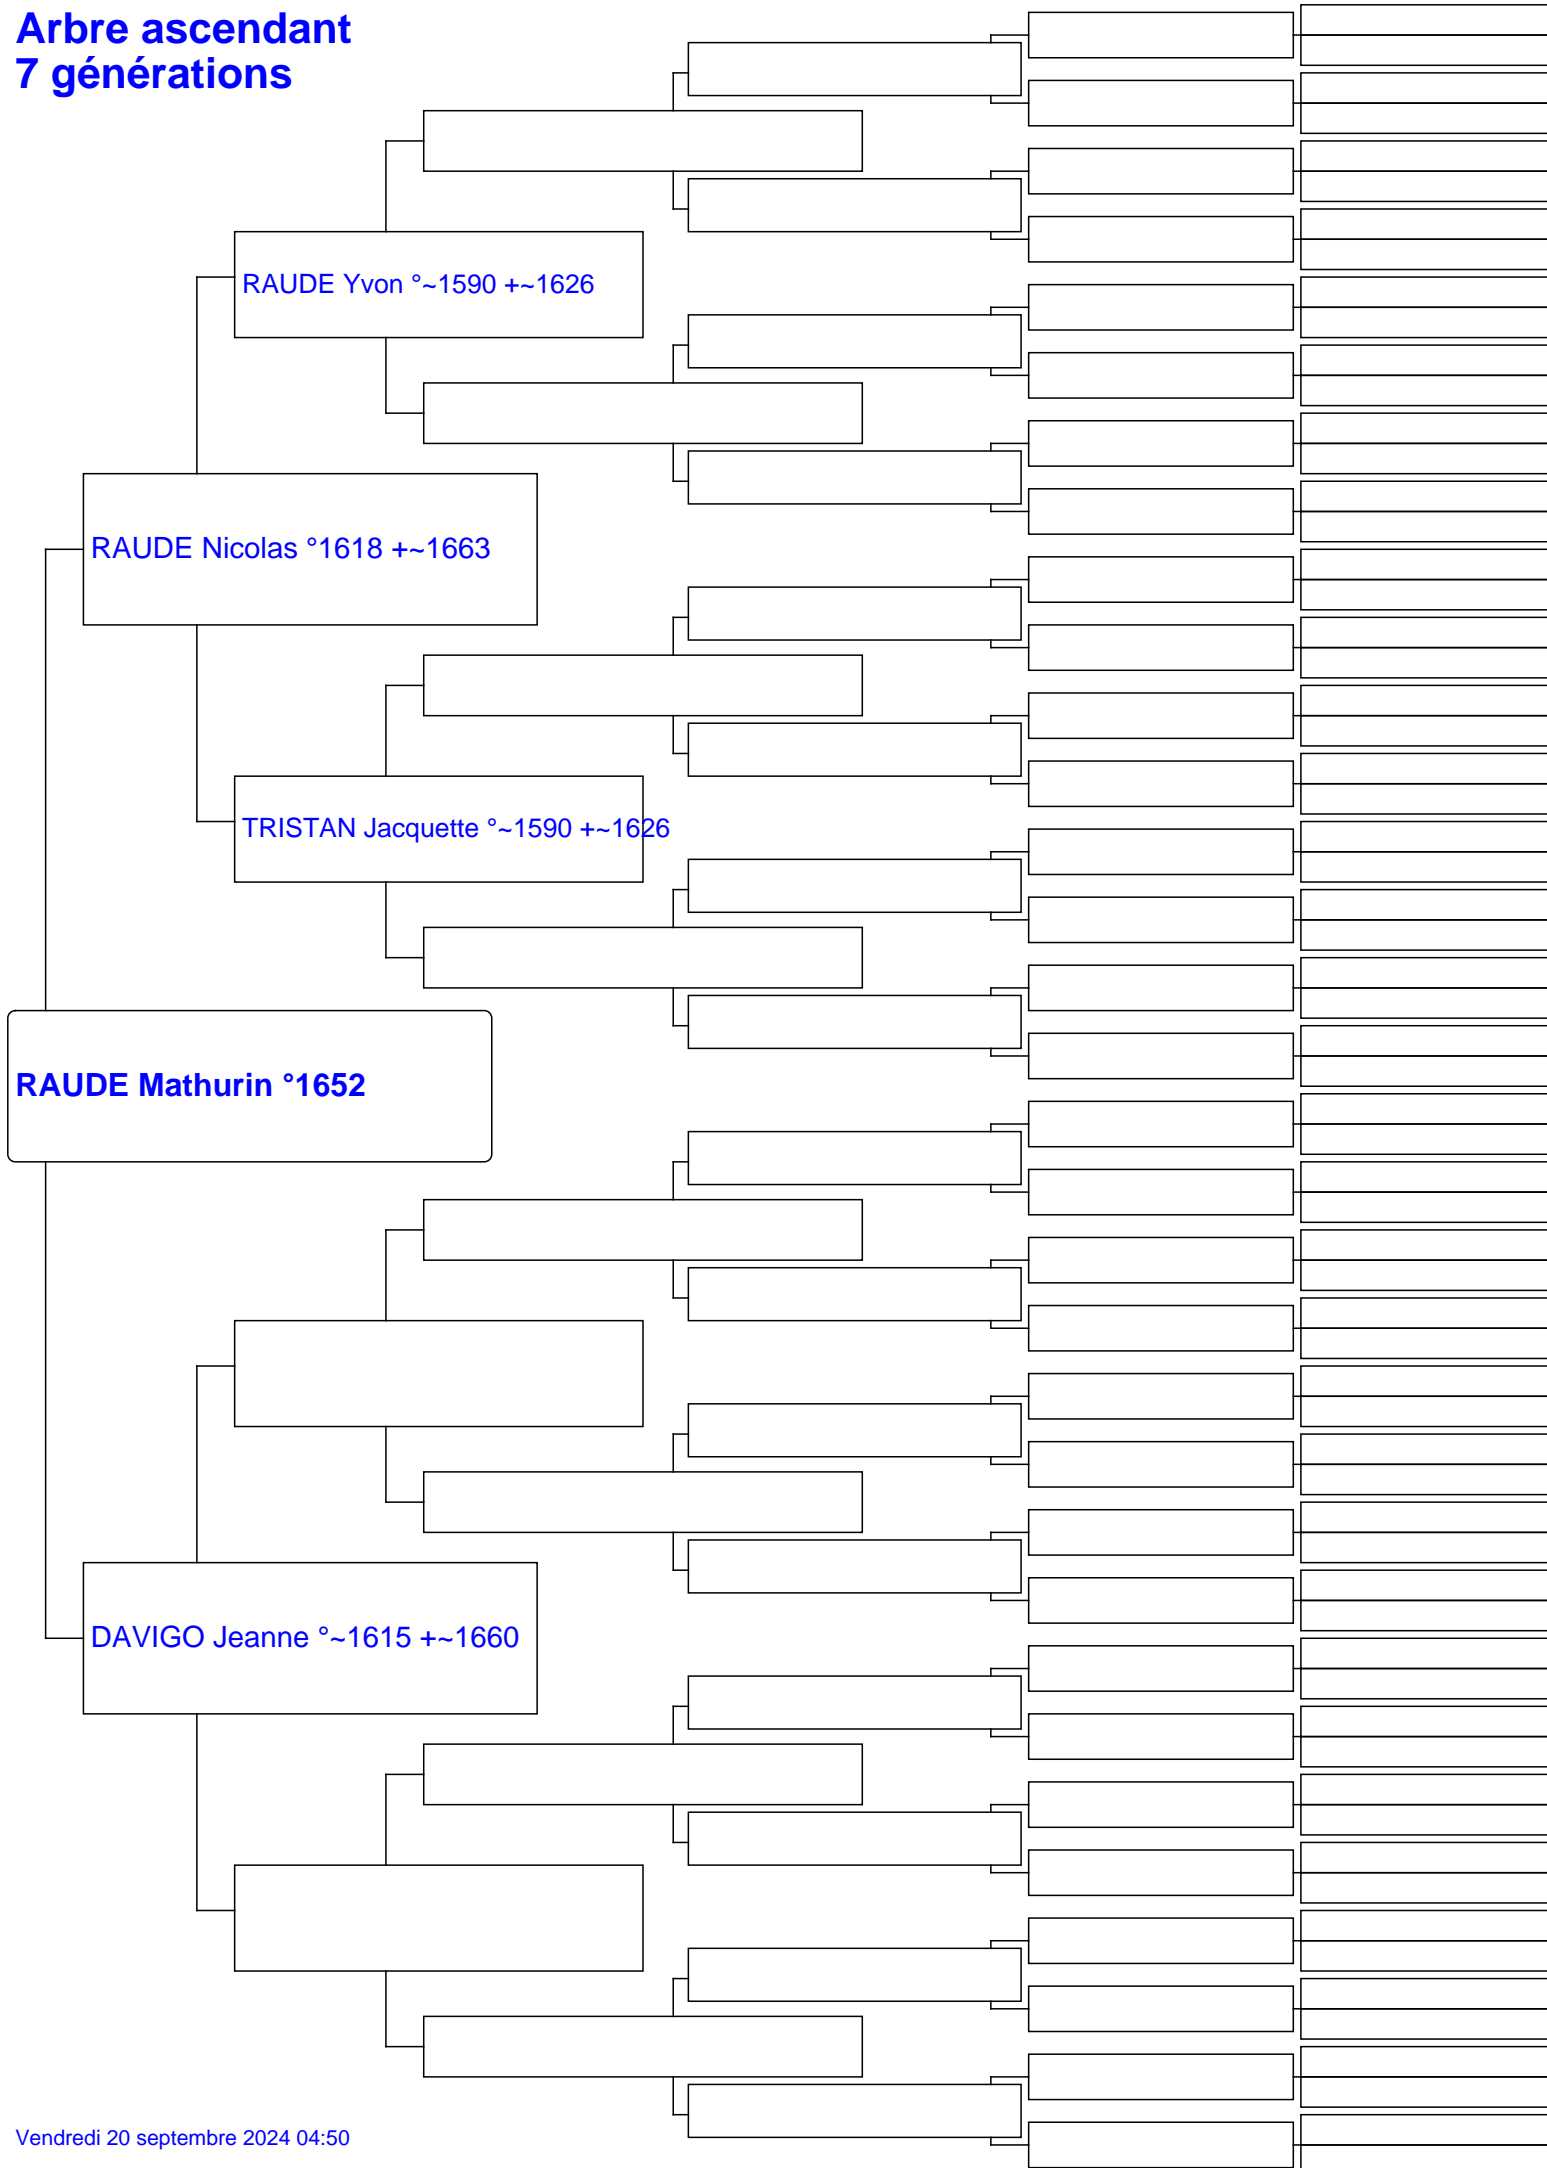 Arbre ascendant
7 générations
RAUDE Yvon °~1590 +~1626
RAUDE Nicolas °1618 +~1663
TRISTAN Jacquette °~1590 +~1626
RAUDE Mathurin °1652
DAVIGO Jeanne °~1615 +~1660
Vendredi 20 septembre 2024 04:50